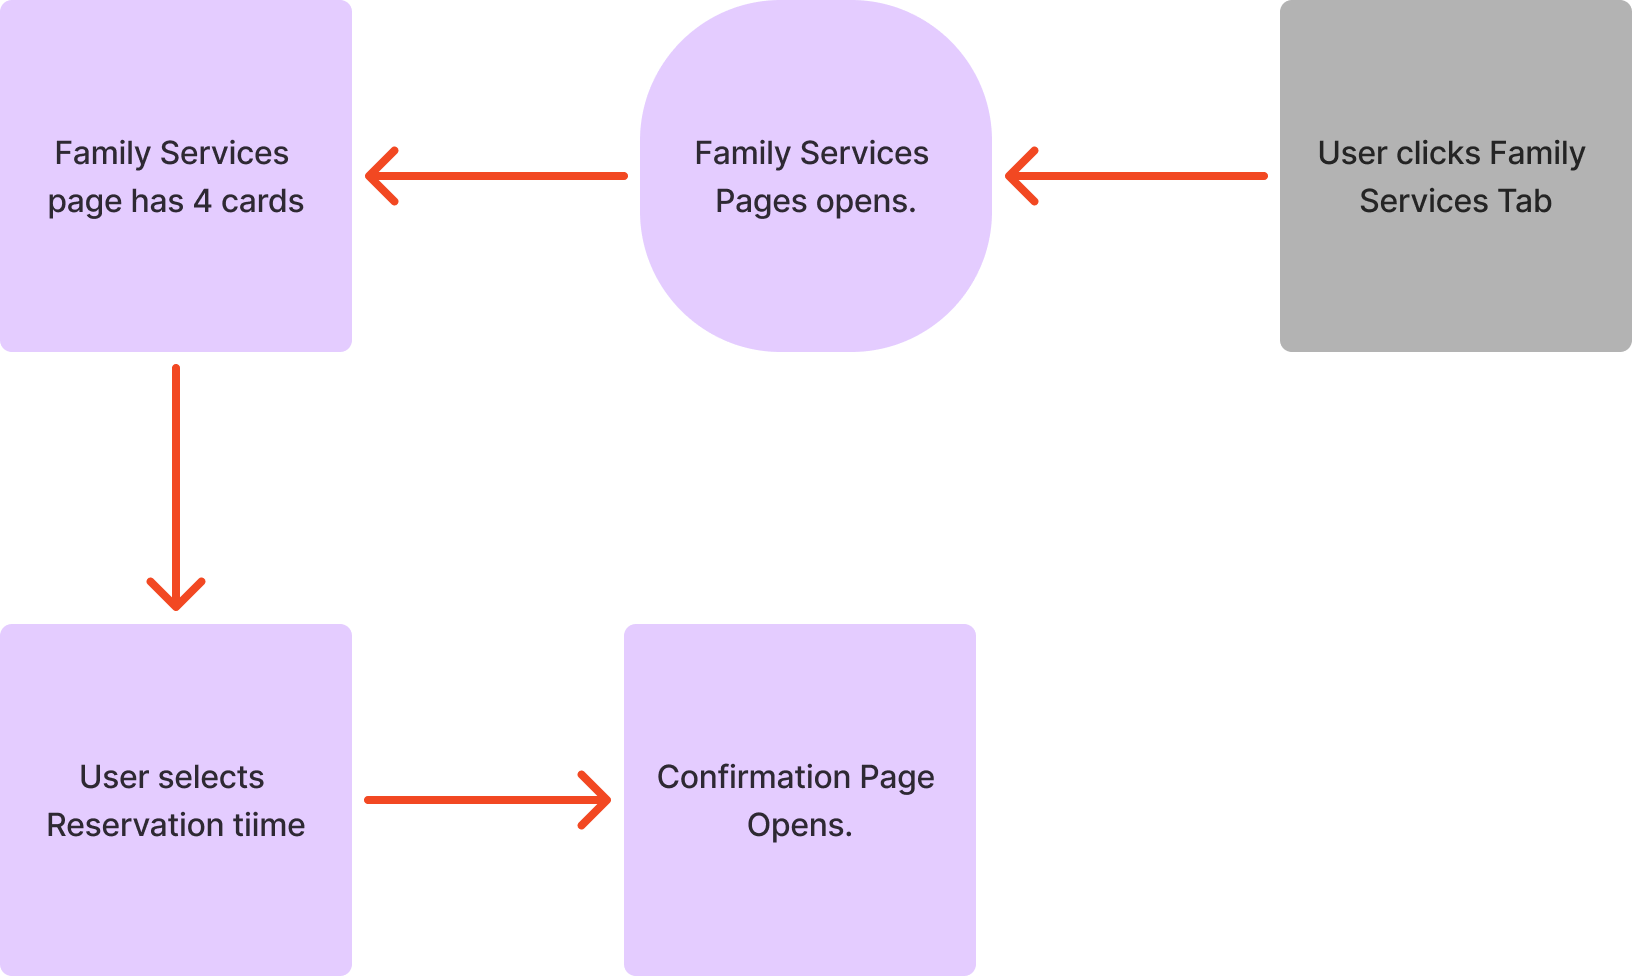 Family Services
page has 4 cards
Family Services
Pages opens.
User clicks Family
Services Tab
User selects
Reservation tiime
Confirmation Page
Opens.